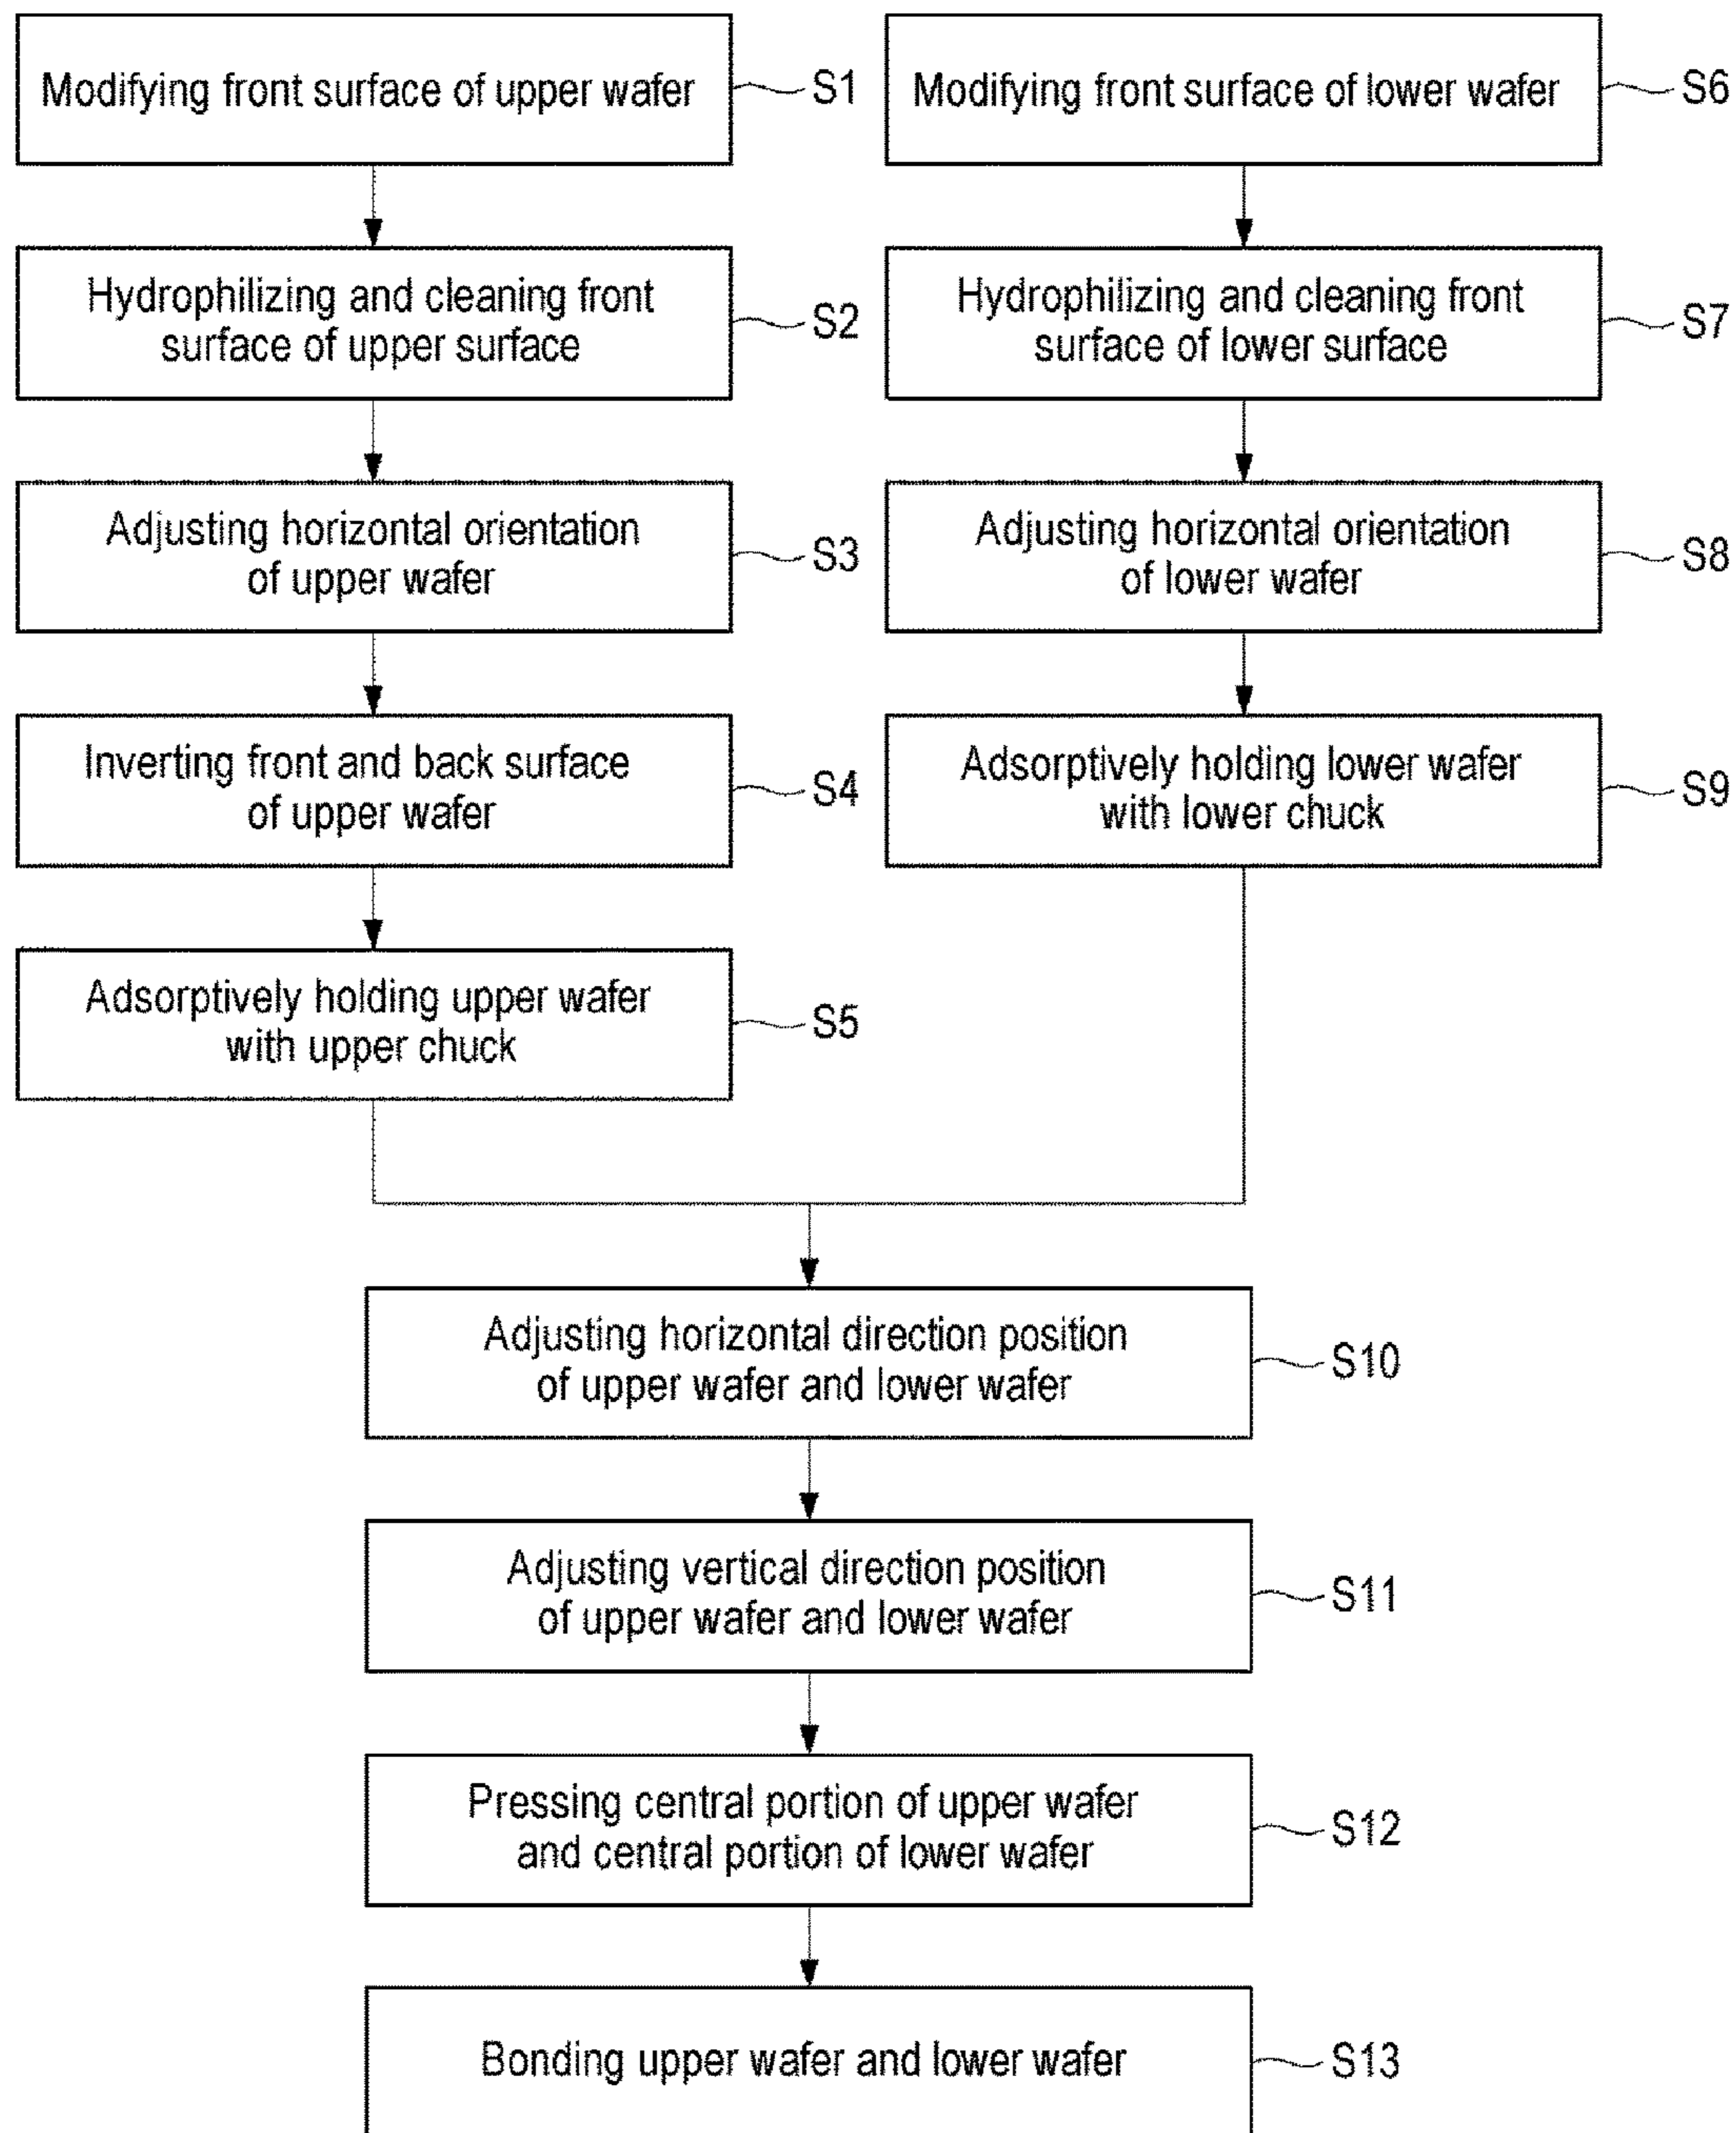 Modifying front surface of upper wafer
S1
Hydrophilizing and cleaning front
surface of upper surface
S2
Adjusting horizontal orientation
of upper wafer
S3
Inverting front and back surface
of upper wafer
S4
Adsorptively holding upper wafer
with upper chuck
S5
Modifying front surface of lower wafer
S6
Hydrophilizing and cleaning front
surface of lower surface
S7
Adjusting horizontal orientation
of lower wafer
S8
Adsorptively holding lower wafer
with lower chuck
S9
Adjusting horizontal direction position
of upper wafer and lower wafer
S10
Adjusting vertical direction position
of upper wafer and lower wafer
S11
Pressing central portion of upper wafer
and central portion of lower wafer
S12
Bonding upper wafer and lower wafer
S13